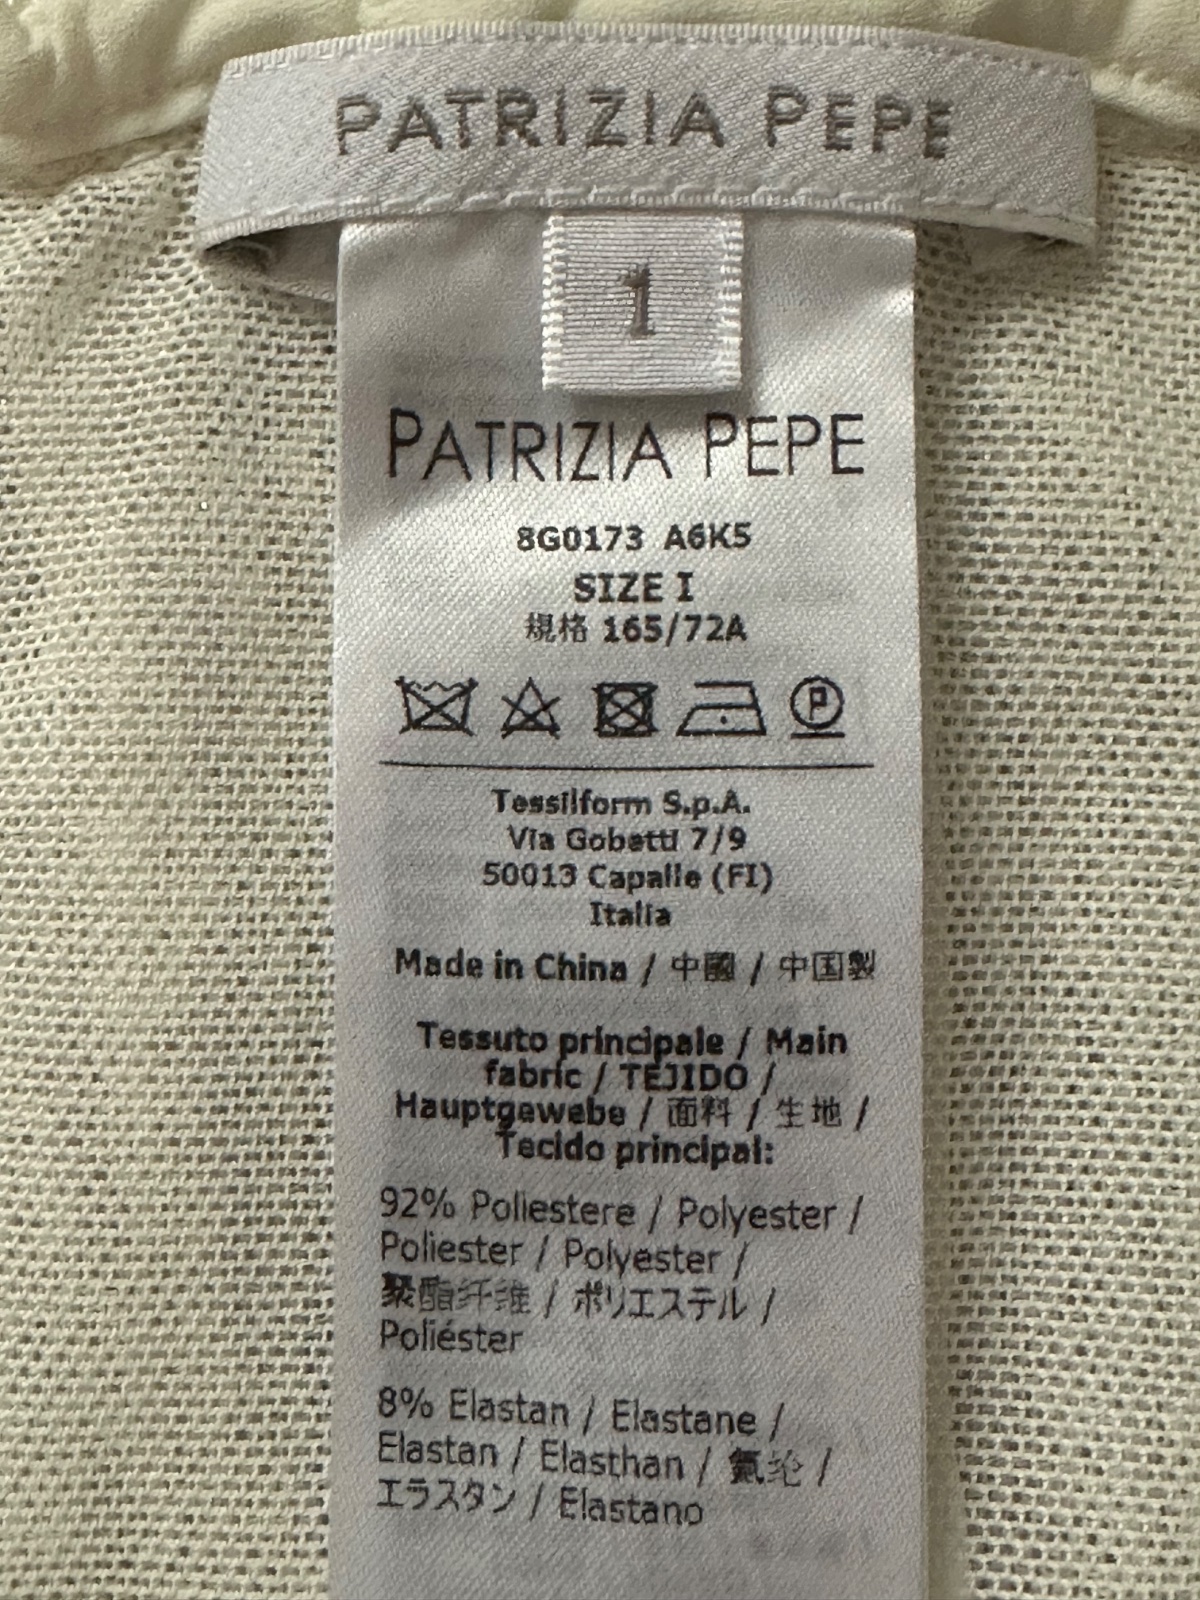 PATRIZIA PEPE
1
PATRIZIA PEPE
8G0173 A6K5
SIZE I
規格 165/72A
P
Tessilform S.p.A.
Via Gobetti 7/9
50013 Capalle (FI)
Italia
Made in China / 中國 / 中国製
Tessuto principale / Main
fabric / TEJIDO /
Hauptgewebe / 面料 / 生地 /
Tecido principal:
92% Poliestere / Polyester /
Poliester / Polyester /
聚酯纤维 / ポリエステル /
Poliéster
8% Elastan / Elastane /
Elastan / Elasthan / 氨纶 /
エラスタン / Elastano